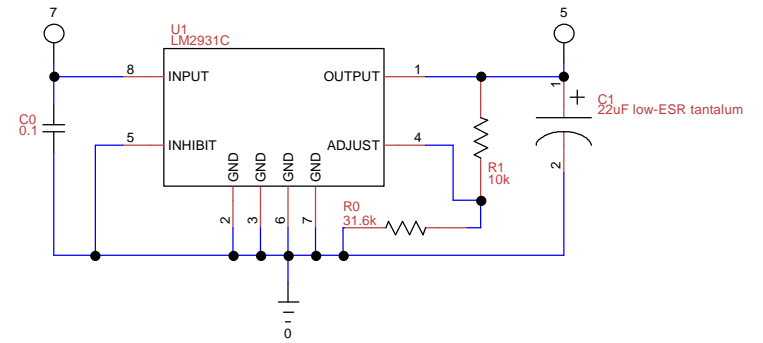 7
5
U1
LM2931C
8
INPUT
OUTPUT
1
1
C1
22uF low-ESR tantalum
C0
0.1
5
INHIBIT
ADJUST
4
GND
GND
GND
GND
R1
10k
2
2
3
6
7
R0
31.6k
0